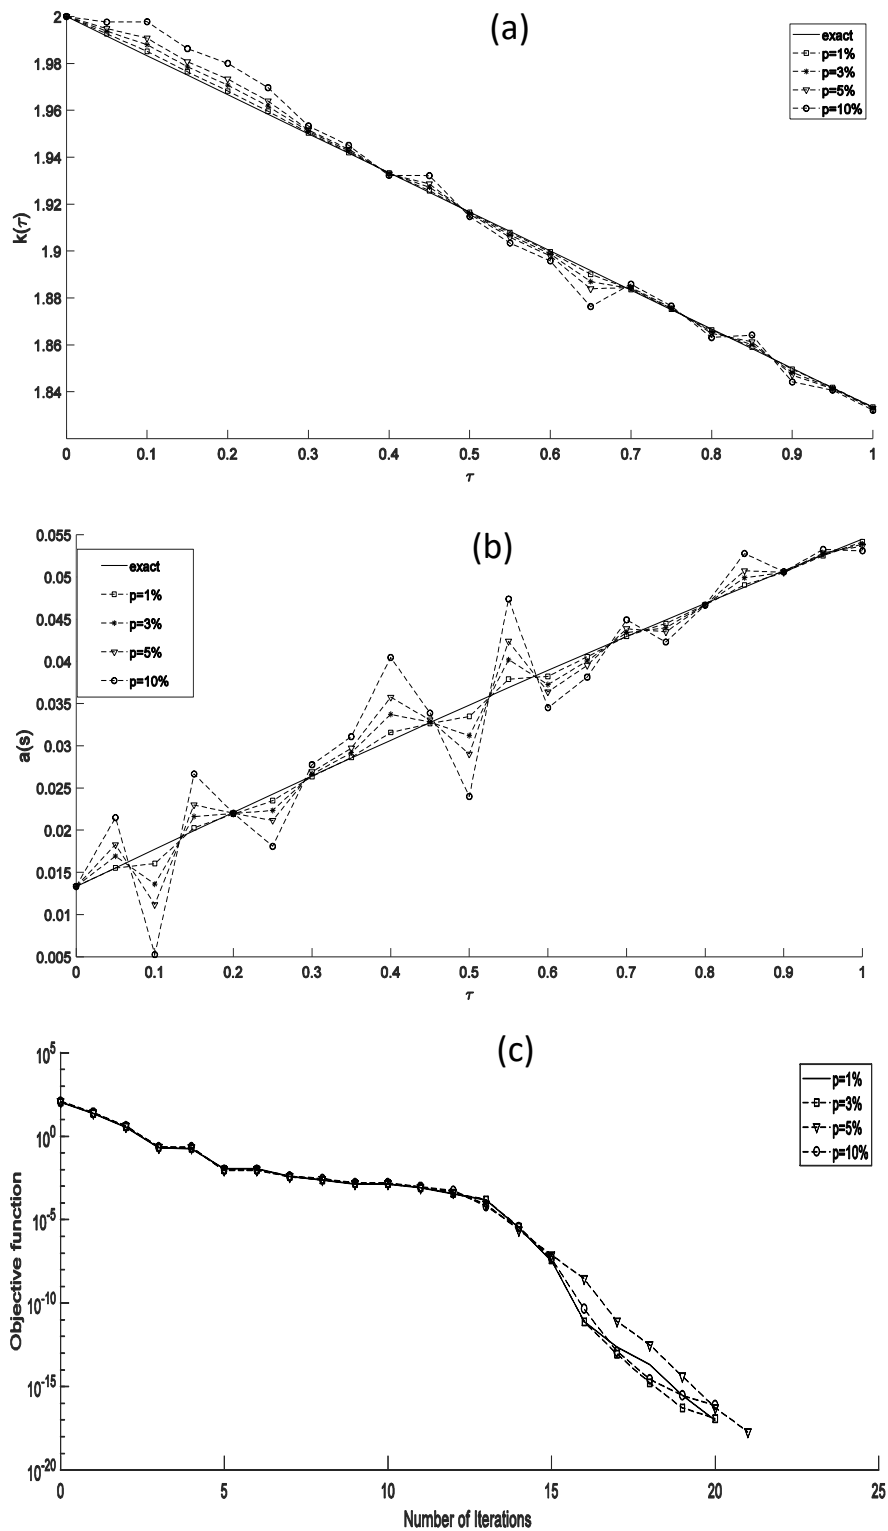 (a)
2
1.98
1.96
1.94
1.92
1.9
1.88
1.86
1.84
k(τ)
exact
p=1%
p=3%
p=5%
p=10%
0 0.1 0.2 0.3 0.4 0.5 0.6 0.7 0.8 0.9 1
τ
(b)
0.055
0.05
0.045
0.04
0.035
0.03
0.025
0.02
0.015
0.01
0.005
a(s)
exact
p=1%
p=3%
p=5%
p=10%
0 0.1 0.2 0.3 0.4 0.5 0.6 0.7 0.8 0.9 1
τ
(c)
10^5
10^0
10^-5
10^-10
10^-15
10^-20
Objective function
p=1%
p=3%
p=5%
p=10%
0 5 10 15 20 25
Number of Iterations